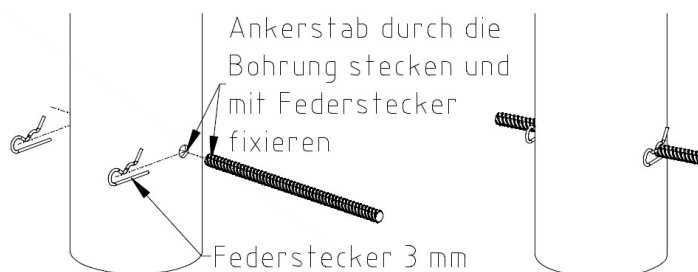 Ankerstab durch die
Bohrung stecken und
mit Federstecker
fixieren
Federstecker 3 mm